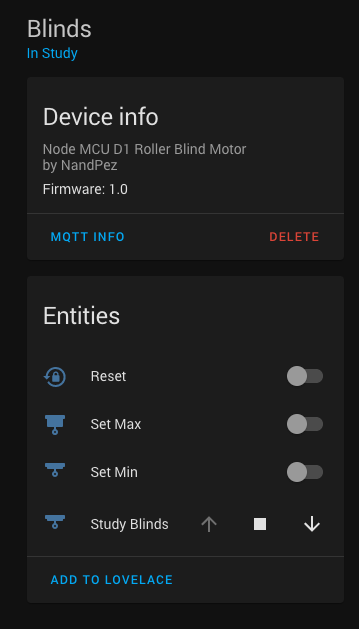 Blinds
In Study
Device info
Node MCU D1 Roller Blind Motor
by NandPez
Firmware: 1.0
MQTT INFO DELETE
Entities
Reset
Set Max
Set Min
Study Blinds
ADD TO LOVELACE